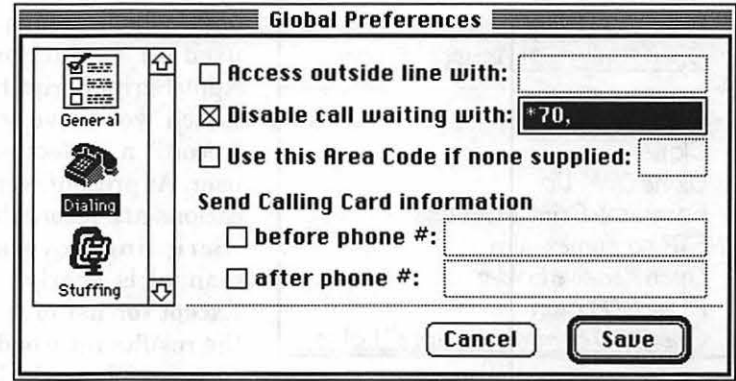 Global Preferences
General
Dialing
Stuffing
Access outside line with:
Disable call waiting with: *70,
Use this Area Code if none supplied:
Send Calling Card information
before phone #:
after phone #:
Cancel
Save